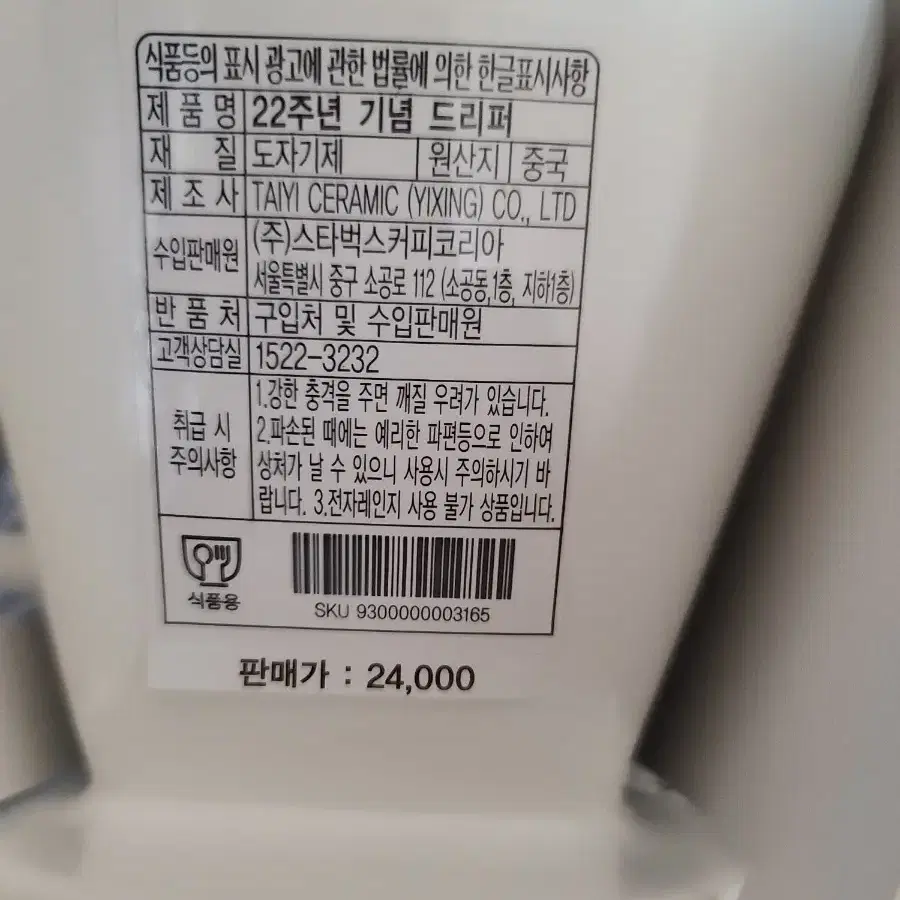 식품등의 표시 광고에 관한 법률에 의한 한글표시사항
제 품 명 22주년 기념 드리퍼
재 질 도자기제 원산지 중국
제 조 사 TAIYI CERAMIC (YIXING) CO., LTD
수입판매원 (주)스타벅스커피코리아
서울특별시 중구 소공로 112 (소공동,1층, 지하1층)
반 품 처 구입처 및 수입판매원
고객상담실 1522-3232
취급 시 주의사항
1.강한 충격을 주면 깨질 우려가 있습니다.
2.파손된 때에는 예리한 파편등으로 인하여
상처가 날 수 있으니 사용시 주의하시기 바
랍니다. 3.전자레인지 사용 불가 상품입니다.
식품용
SKU 9300000003165
판매가 : 24,000